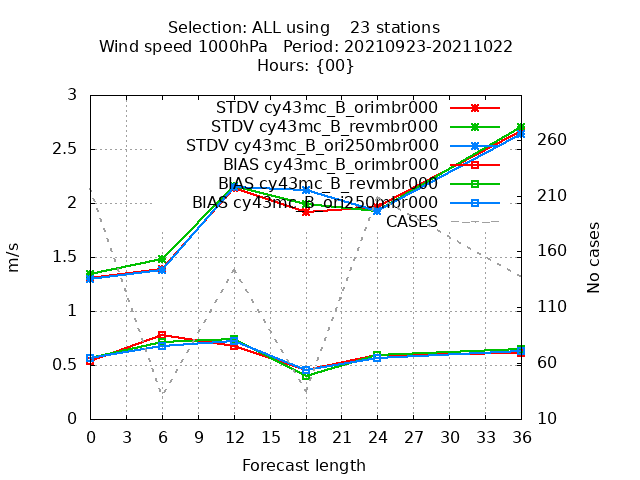 Selection: ALL using    23 stations
Wind speed 1000hPa   Period: 20210923-20211022
Hours: {00}
STDV cy43mc_B_orimbr000
STDV cy43mc_B_revmbr000
STDV cy43mc_B_ori250mbr000
BIAS cy43mc_B_orimbr000
BIAS cy43mc_B_revmbr000
BIAS cy43mc_B_ori250mbr000
CASES
3
2.5
2
1.5
1
0.5
0
m/s
260
210
160
110
60
10
No cases
0 3 6 9 12 15 18 21 24 27 30 33 36
Forecast length